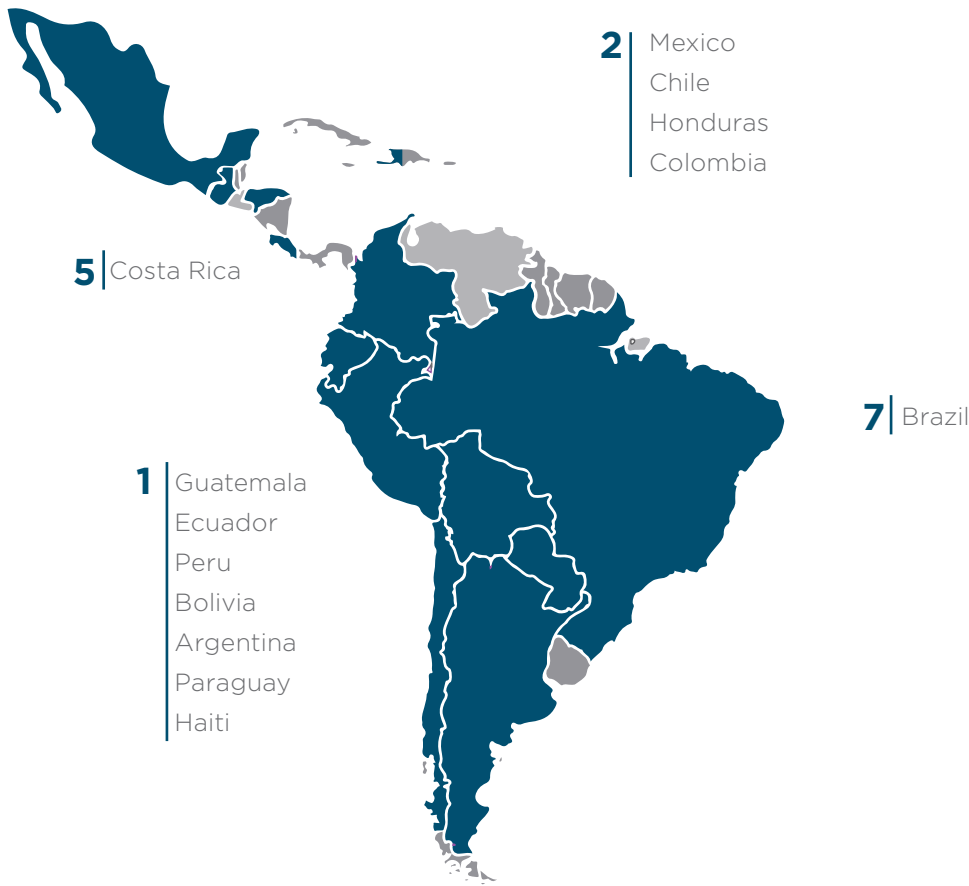 2
Mexico
Chile
Honduras
Colombia
5 Costa Rica
7 Brazil
1
Guatemala
Ecuador
Peru
Bolivia
Argentina
Paraguay
Haiti